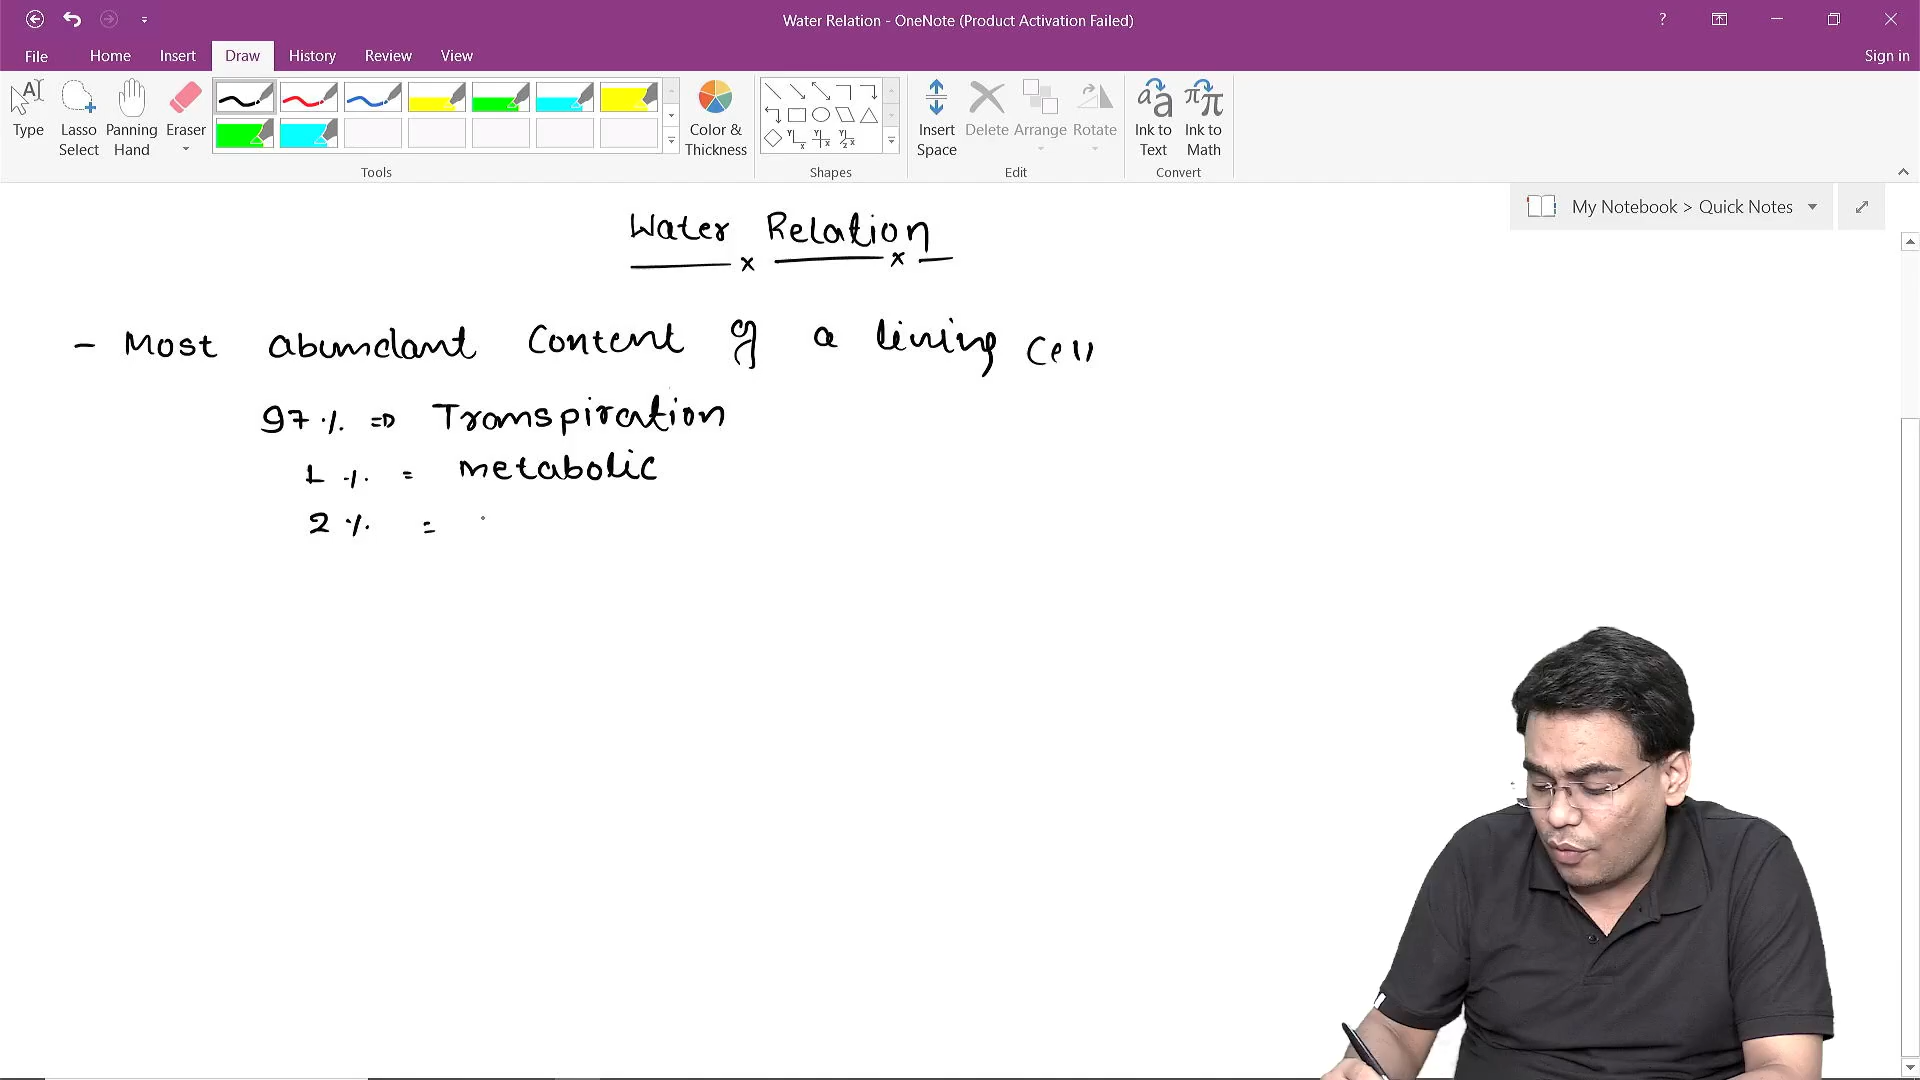 Water Relation - OneNote (Product Activation Failed)
?
File Home Insert Draw History Review View
Sign in
Type
Lasso Select
Panning Hand
Eraser
Color & Thickness
Insert Space
Delete
Arrange
Rotate
Ink to Text
Ink to Math
Tools
Shapes
Edit
Convert
My Notebook > Quick Notes
Water Relation
x x
- Most abundant Content of a living Cell
97% => Transpiration
1 % = metabolic
2 % =